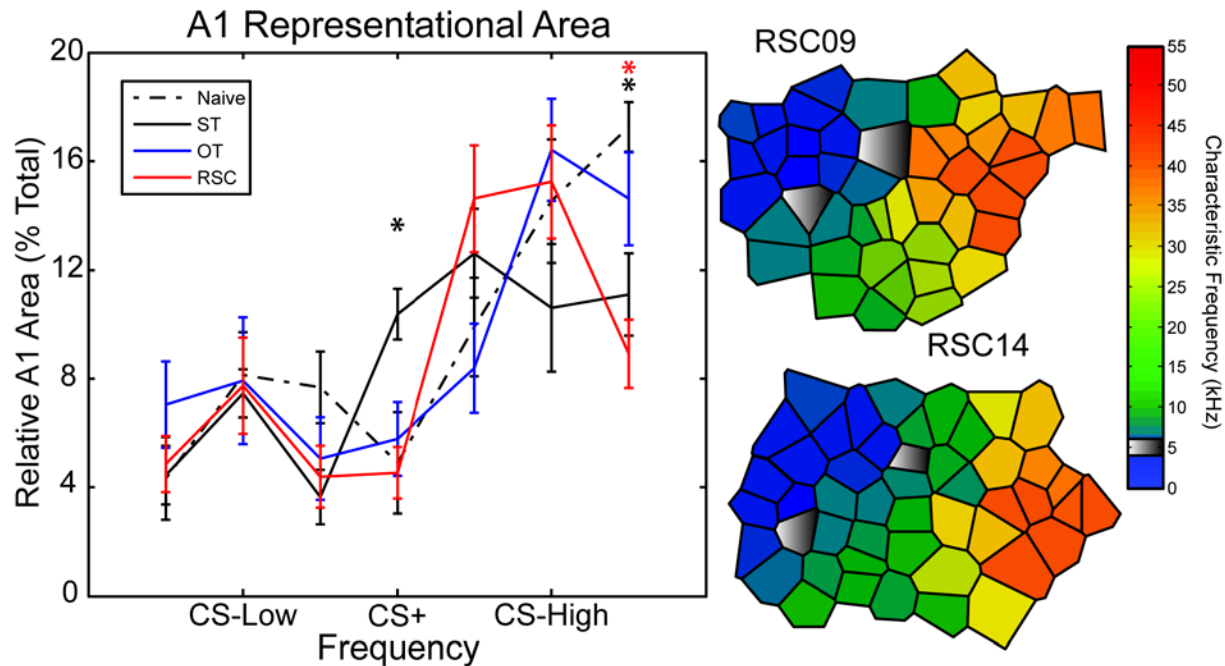 A1 Representational Area
20
16
12
8
4
0
Relative A1 Area (% Total)
Naive
ST
OT
RSC
*
*
*
CS-Low
CS+
CS-High
Frequency
RSC09
RSC14
55
50
45
40
35
30
25
20
15
10
5
0
Characteristic Frequency (kHz)